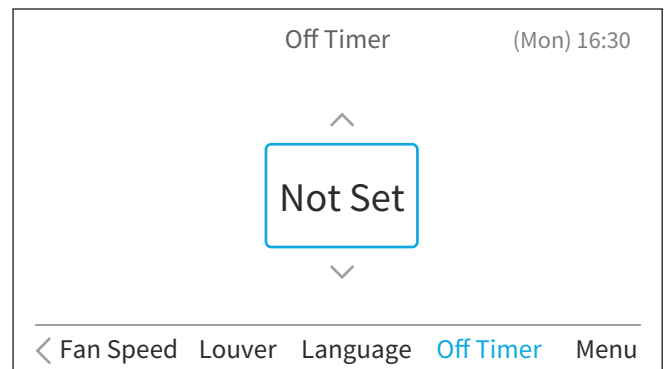 Off Timer (Mon) 16:30
Not Set
Fan Speed Louver Language Off Timer Menu